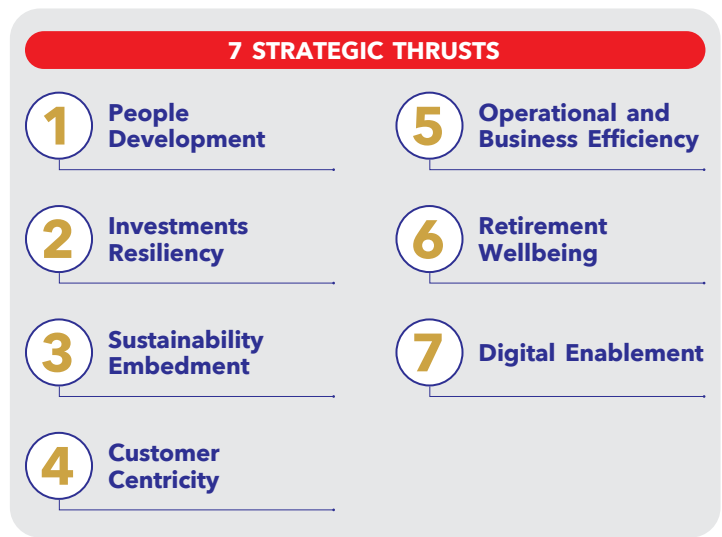 7 STRATEGIC THRUSTS
1
People
Development
2
Investments
Resiliency
3
Sustainability
Embedment
4
Customer
Centricity
5
Operational and
Business Efficiency
6
Retirement
Wellbeing
7
Digital Enablement